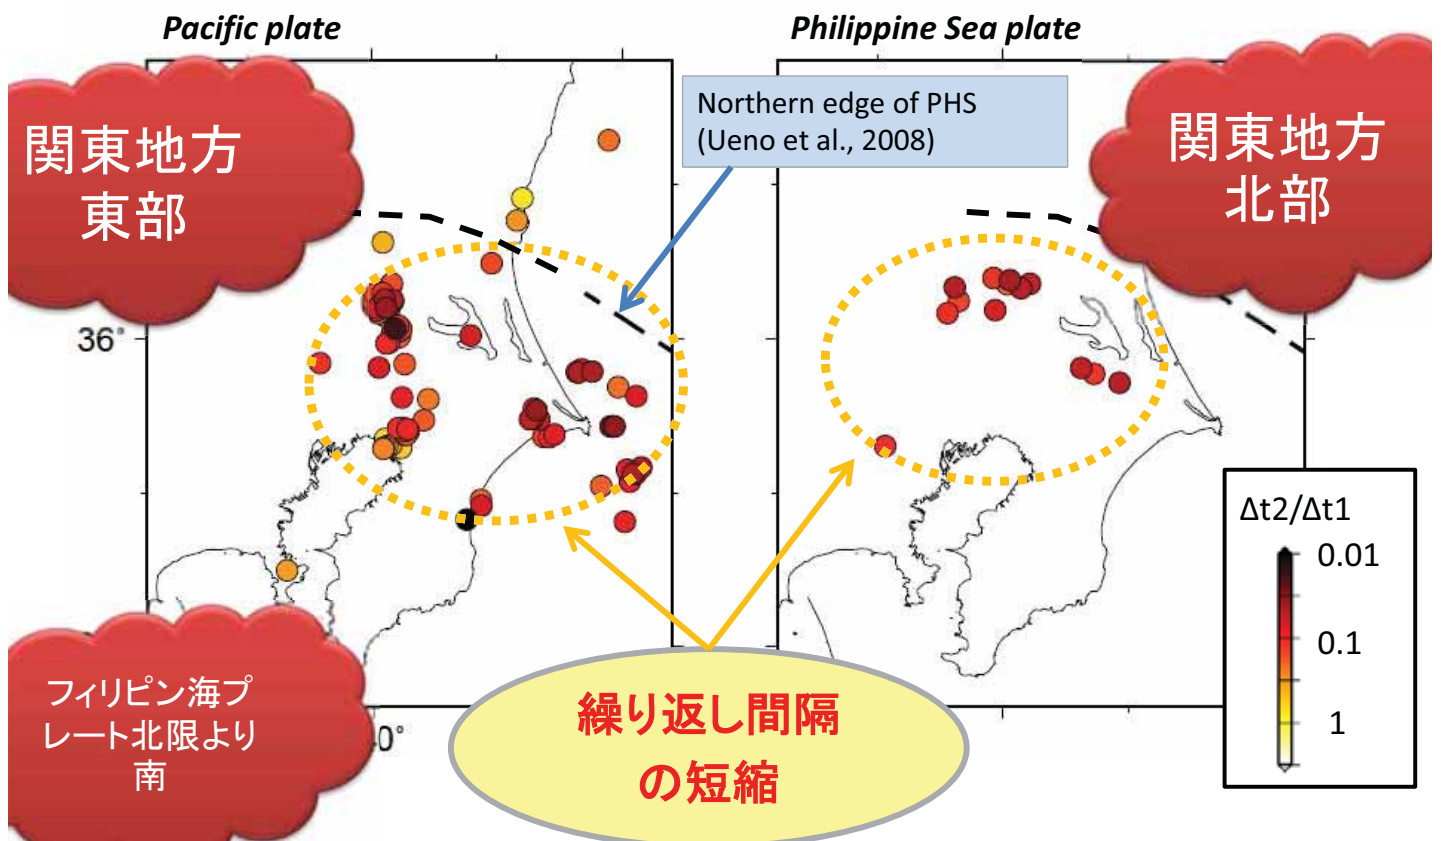 Pacific plate
Philippine Sea plate
関東地方
東部
Northern edge of PHS
(Ueno et al., 2008)
関東地方
北部
36°
Δt2/Δt1
0.01
0.1
1
フィリピン海プ
レート北限より
南
0°
繰り返し間隔
の短縮